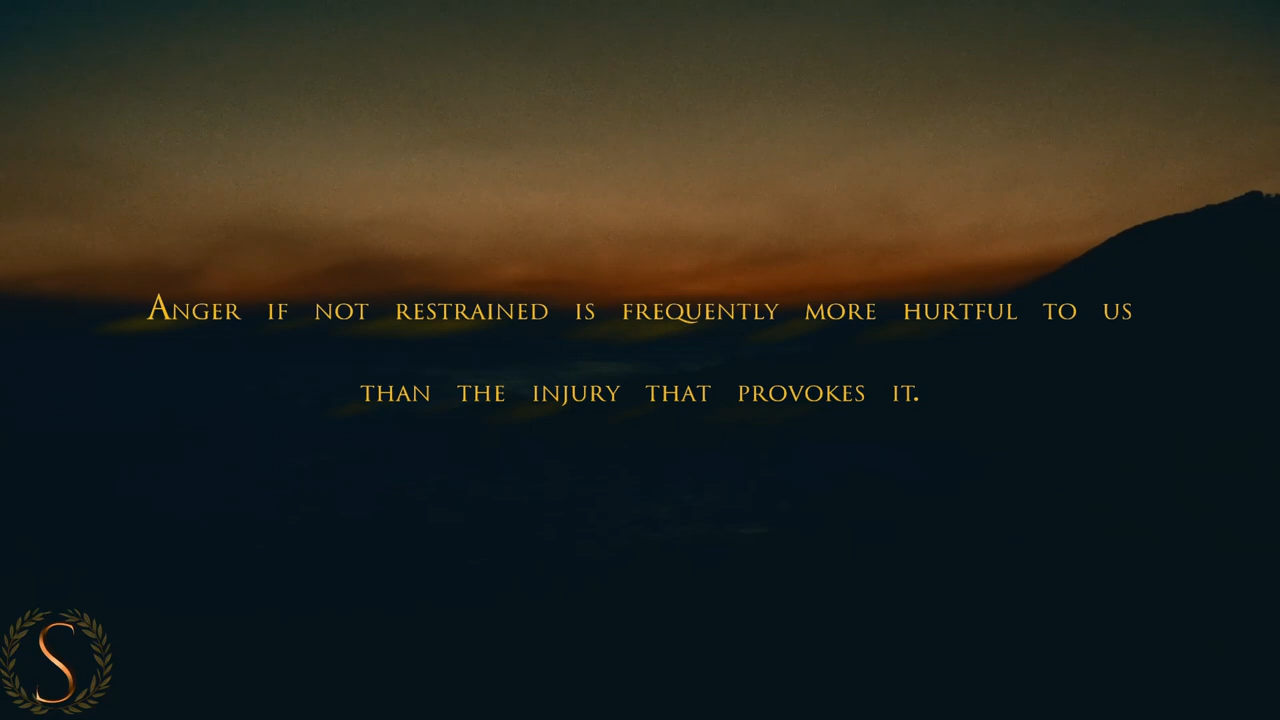 Anger if not restrained is frequently more hurtful to us
than the injury that provokes it.
S